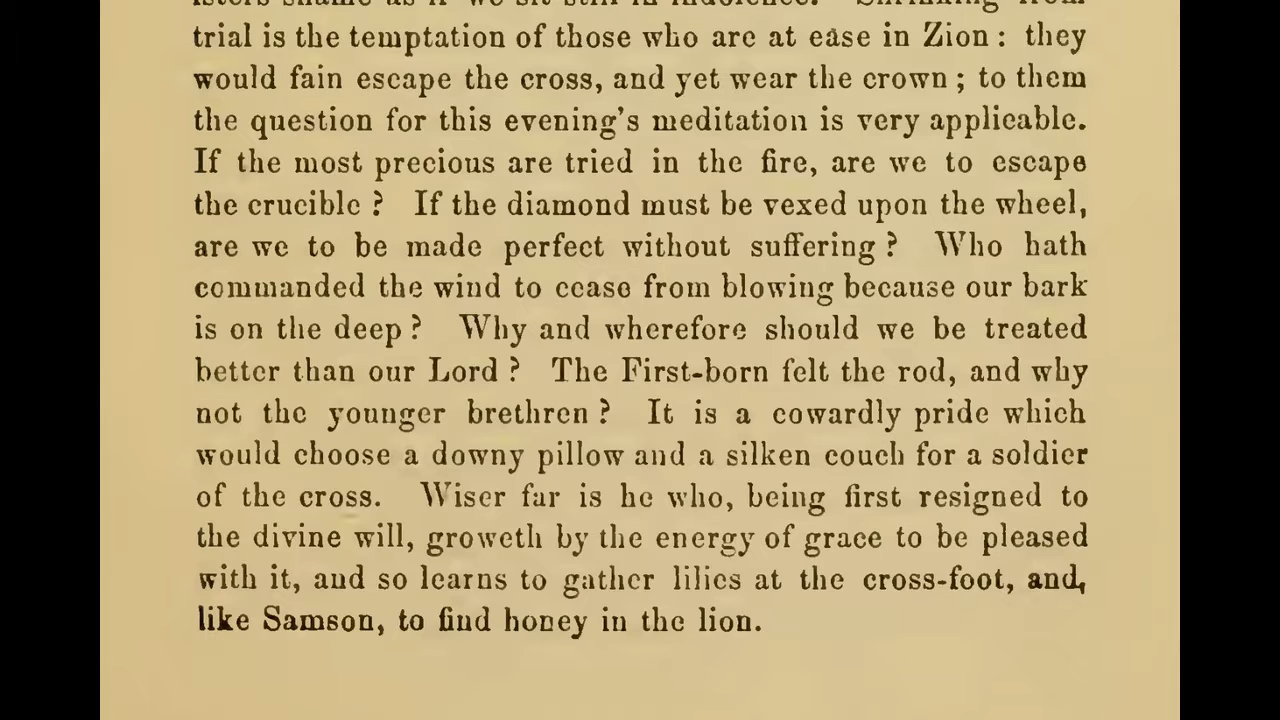 trial is the temptation of those who are at ease in Zion : they
would fain escape the cross, and yet wear the crown ; to them
the question for this evening's meditation is very applicable.
If the most precious are tried in the fire, are we to escape
the crucible ? If the diamond must be vexed upon the wheel,
are we to be made perfect without suffering ? Who hath
commanded the wind to cease from blowing because our bark
is on the deep ? Why and wherefore should we be treated
better than our Lord ? The First-born felt the rod, and why
not the younger brethren ? It is a cowardly pride which
would choose a downy pillow and a silken couch for a soldier
of the cross. Wiser far is he who, being first resigned to
the divine will, groweth by the energy of grace to be pleased
with it, and so learns to gather lilies at the cross-foot, and,
like Samson, to find honey in the lion.